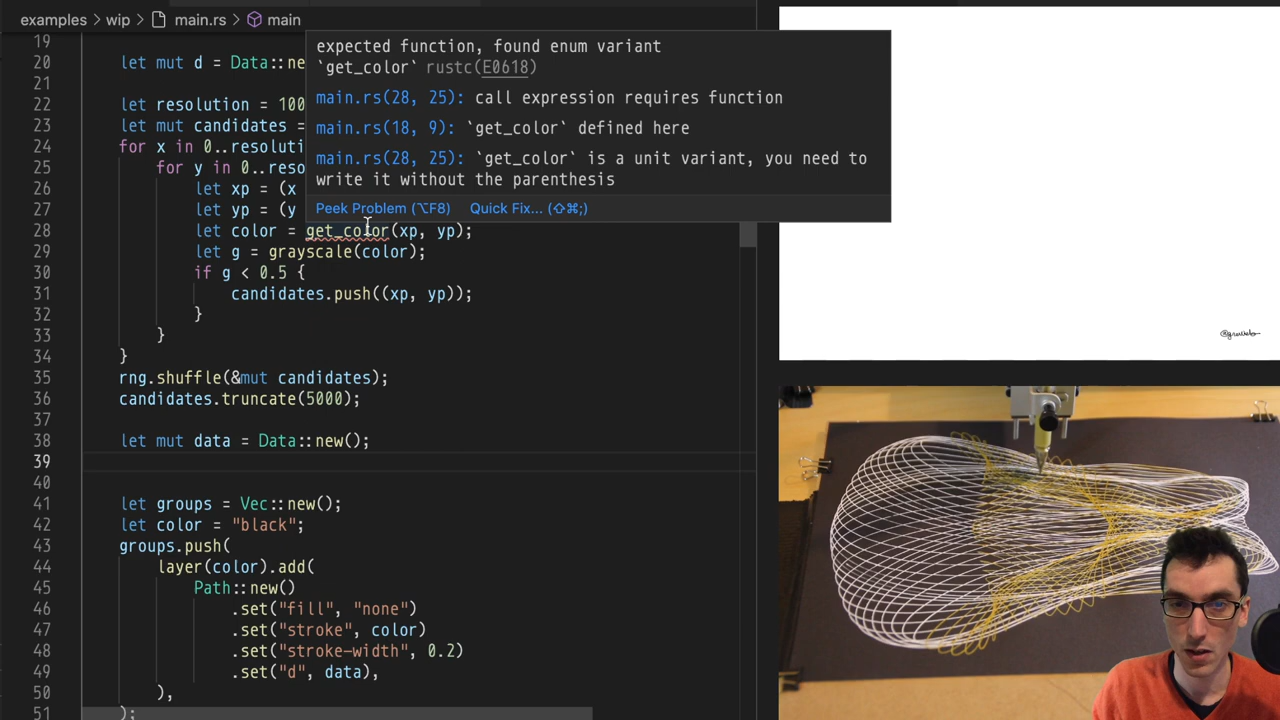 examples > wip > main.rs > main
19
20 let mut d = Data::ne
21
22 let resolution = 100
23 let mut candidates =
24 for x in 0..resoluti
25 for y in 0..reso
26 let xp = (x
27 let yp = (y
28 let color = get_color(xp, yp);
29 let g = grayscale(color);
30 if g < 0.5 {
31 candidates.push((xp, yp));
32 }
33 }
34 }
35 rng.shuffle(&mut candidates);
36 candidates.truncate(5000);
37
38 let mut data = Data::new();
39
40
41 let groups = Vec::new();
42 let color = "black";
43 groups.push(
44 layer(color).add(
45 Path::new()
46 .set("fill", "none")
47 .set("stroke", color)
48 .set("stroke-width", 0.2)
49 .set("d", data),
50 ),
51 );
expected function, found enum variant
`get_color` rustc(E0618)
main.rs(28, 25): call expression requires function
main.rs(18, 9): `get_color` defined here
main.rs(28, 25): `get_color` is a unit variant, you need to
write it without the parenthesis
Peek Problem (⌥F8) Quick Fix... (⇧⌘;)